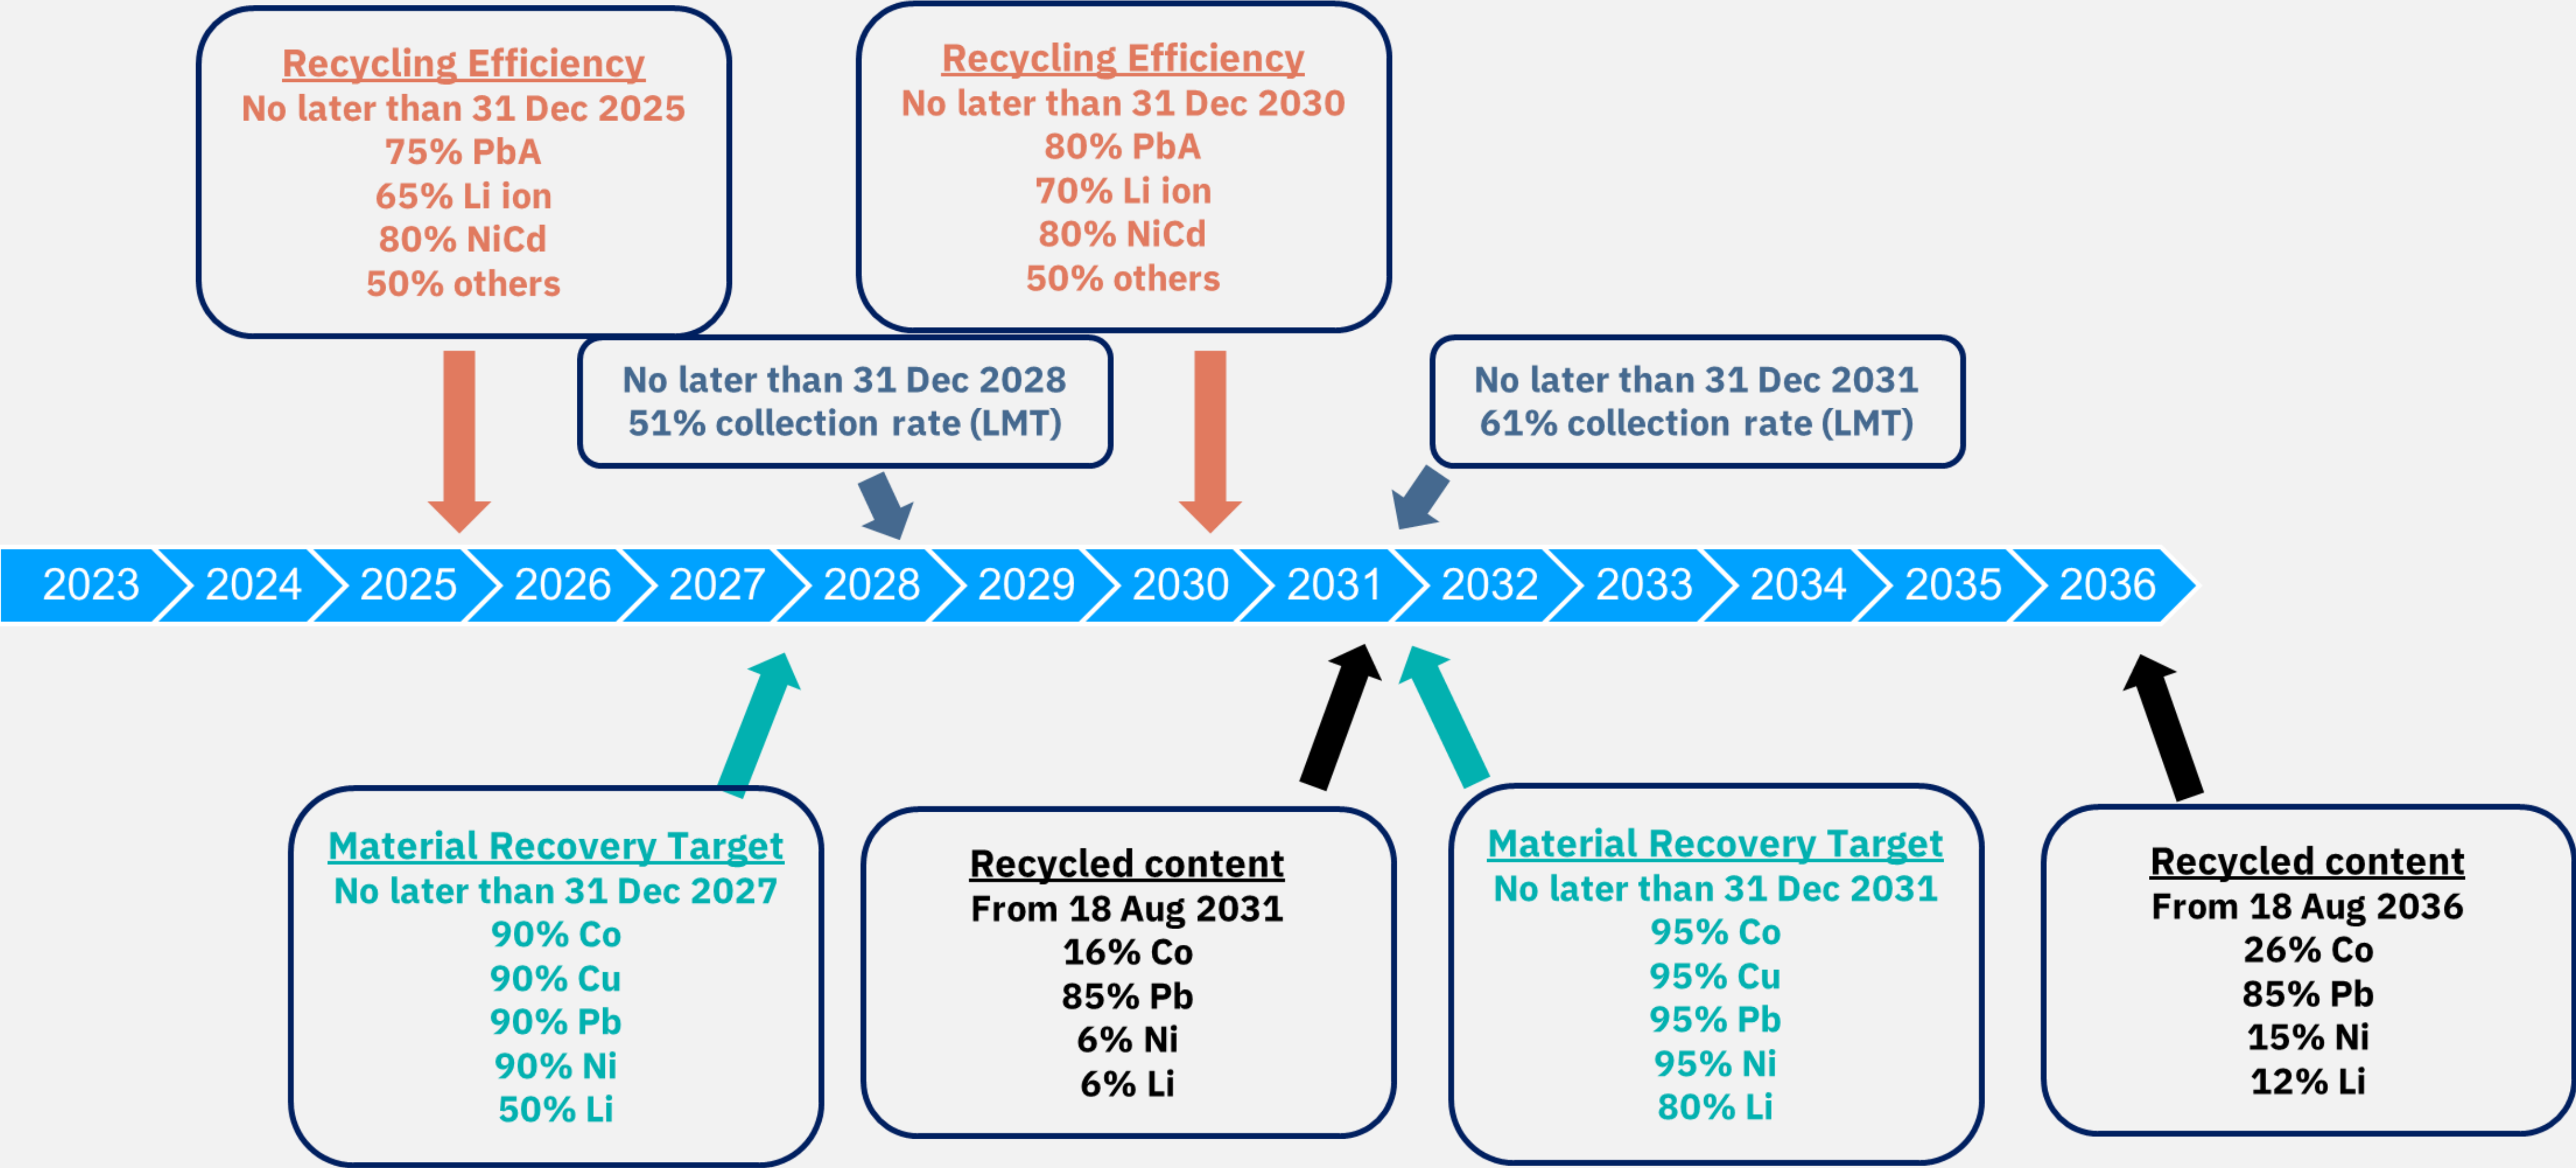 Recycling Efficiency
No later than 31 Dec 2025
75% PbA
65% Li ion
80% NiCd
50% others
Recycling Efficiency
No later than 31 Dec 2030
80% PbA
70% Li ion
80% NiCd
50% others
No later than 31 Dec 2028
51% collection rate (LMT)
No later than 31 Dec 2031
61% collection rate (LMT)
2023 2024 2025 2026 2027 2028 2029 2030 2031 2032 2033 2034 2035 2036
Material Recovery Target
No later than 31 Dec 2027
90% Co
90% Cu
90% Pb
90% Ni
50% Li
Recycled content
From 18 Aug 2031
16% Co
85% Pb
6% Ni
6% Li
Material Recovery Target
No later than 31 Dec 2031
95% Co
95% Cu
95% Pb
95% Ni
80% Li
Recycled content
From 18 Aug 2036
26% Co
85% Pb
15% Ni
12% Li